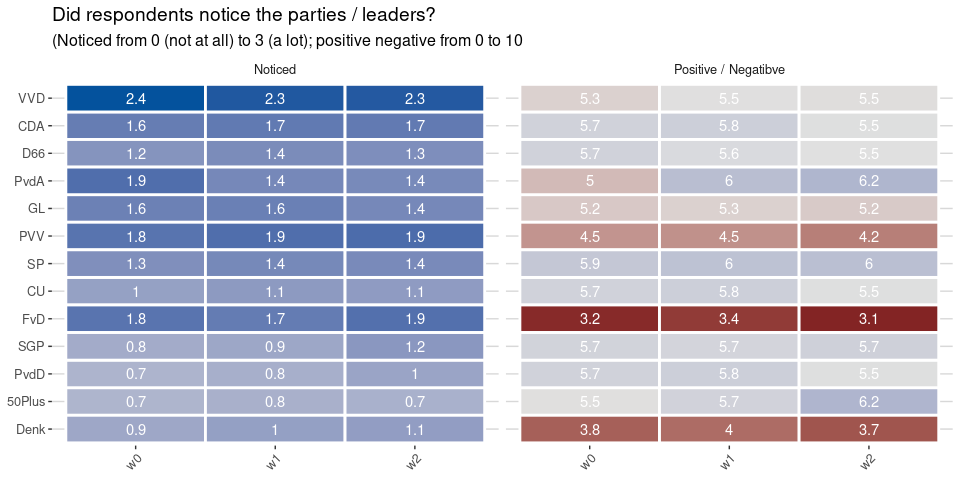 Did respondents notice the parties / leaders?
(Noticed from 0 (not at all) to 3 (a lot); positive negative from 0 to 10
Noticed Positive / Negatibve
VVD 2.4 2.3 2.3 5.3 5.5 5.5
CDA 1.6 1.7 1.7 5.7 5.8 5.5
D66 1.2 1.4 1.3 5.7 5.6 5.5
PvdA 1.9 1.4 1.4 5 6 6.2
GL 1.6 1.6 1.4 5.2 5.3 5.2
PVV 1.8 1.9 1.9 4.5 4.5 4.2
SP 1.3 1.4 1.4 5.9 6 6
CU 1 1.1 1.1 5.7 5.8 5.5
FvD 1.8 1.7 1.9 3.2 3.4 3.1
SGP 0.8 0.9 1.2 5.7 5.7 5.7
PvdD 0.7 0.8 1 5.7 5.8 5.5
50Plus 0.7 0.8 0.7 5.5 5.7 6.2
Denk 0.9 1 1.1 3.8 4 3.7
w0 w1 w2 w0 w1 w2